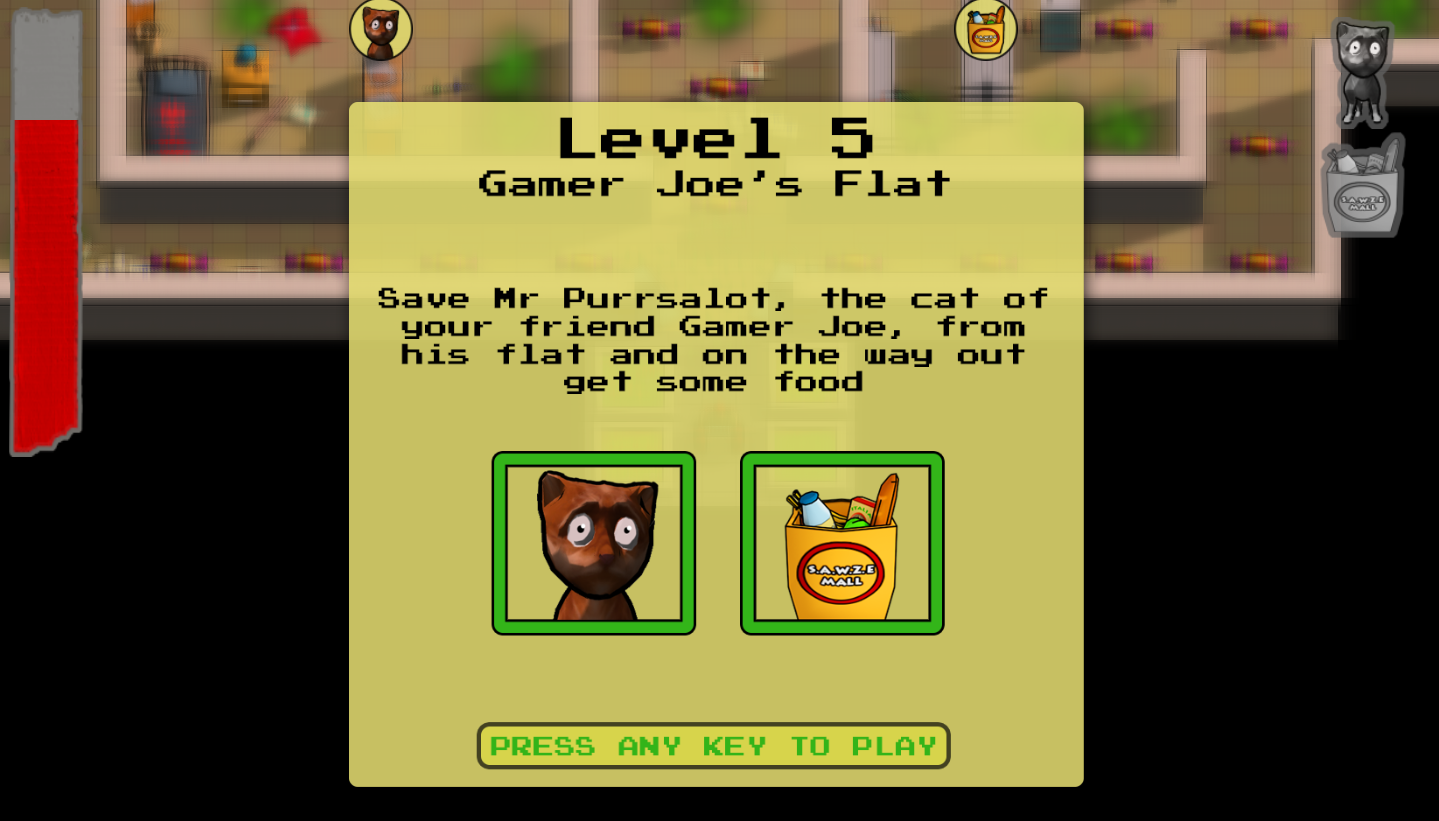 Level 5
Gamer Joe's Flat
S.A.W.Z.E
MALL
Save Mr Purrsalot, the cat of
your friend Gamer Joe, from
his flat and on the way out
get some food
S.A.W.Z.E
MALL
PRESS ANY KEY TO PLAY